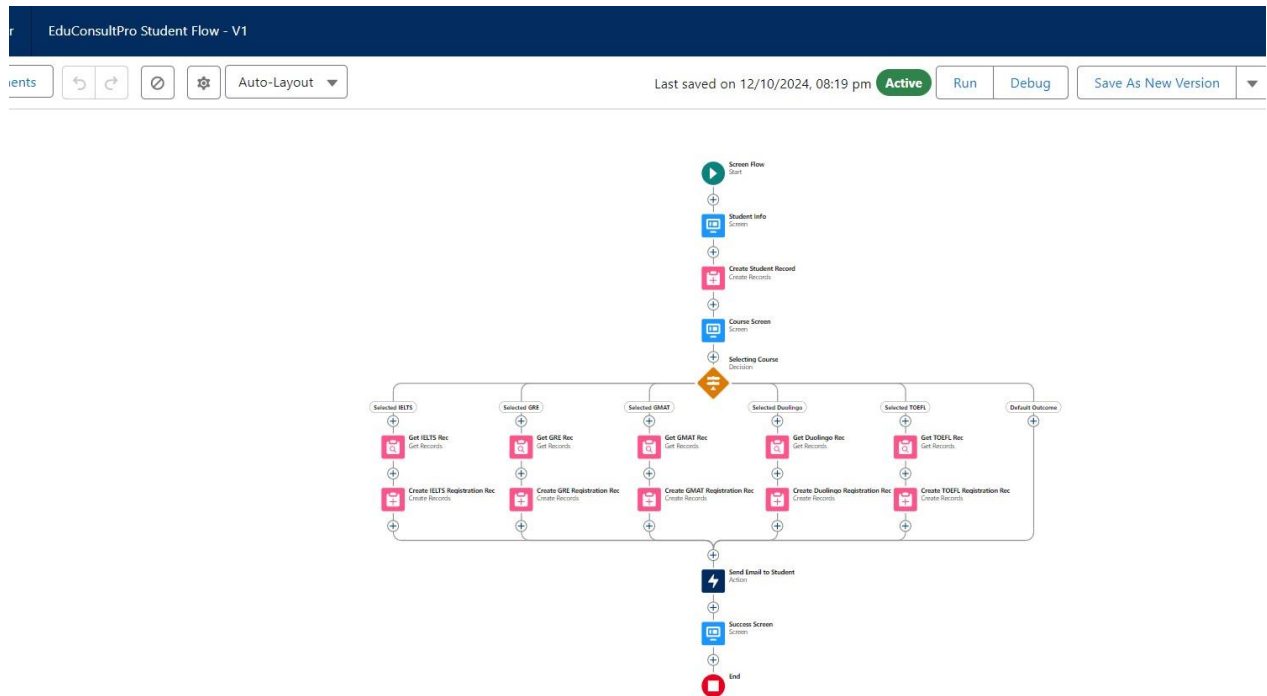 r
EduConsultPro Student Flow - V1
ents
Auto-Layout
Last saved on 12/10/2024, 08:19 pm
Active
Run
Debug
Save As New Version
Screen Flow
Start
Student Info
Screen
Create Student Record
Create Records
Course Screen
Screen
Selecting Course
Decision
Selected IELTS
Selected GRE
Selected GMAT
Selected Duolingo
Selected TOEFL
Default Outcome
Get IELTS Rec
Get Records
Get GRE Rec
Get Records
Get GMAT Rec
Get Records
Get Duolingo Rec
Get Records
Get TOEFL Rec
Get Records
Create IELTS Registration Rec
Create Records
Create GRE Registration Rec
Create Records
Create GMAT Registration Rec
Create Records
Create Duolingo Registration Rec
Create Records
Create TOEFL Registration Rec
Create Records
Send Email to Student
Action
Success Screen
Screen
End